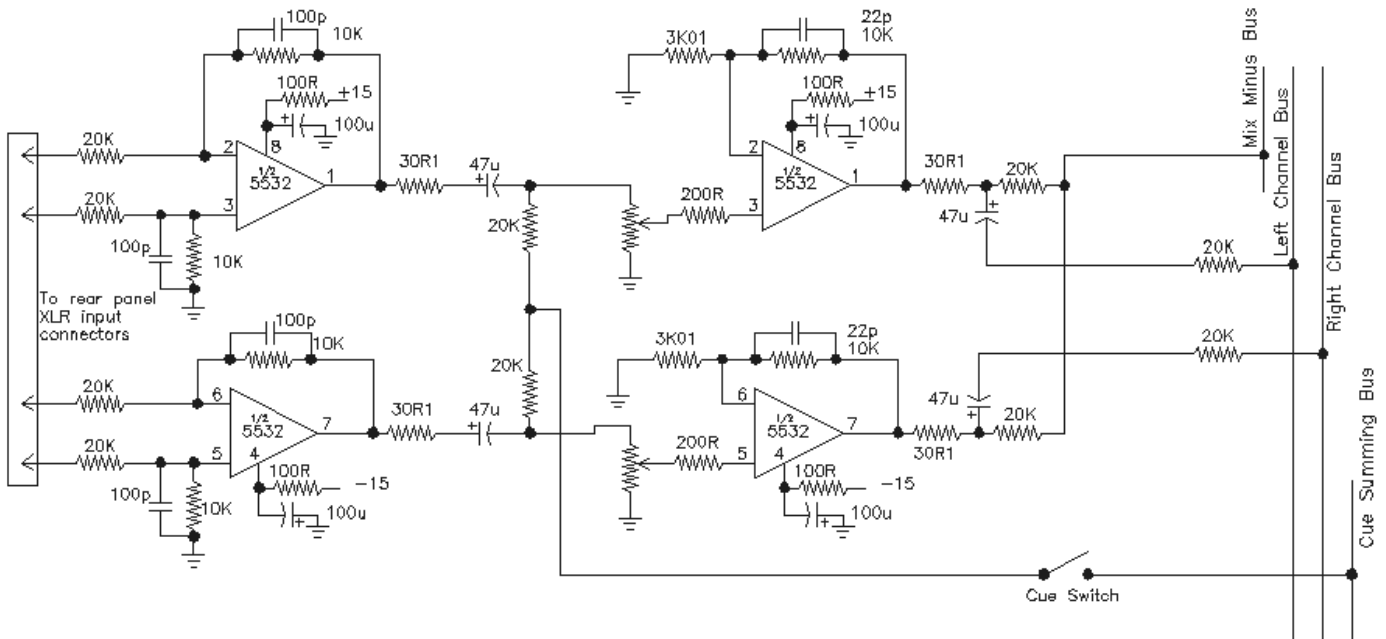 100p
10K
100R
+15
+
100u
20K
2
8
1/2
5532
1
30R1
47u
+
20K
3
100p
10K
20K
To rear panel
XLR input
connectors
3K01
22p
10K
100R
+15
+
100u
2
8
1/2
5532
1
200R
3
30R1
20K
+
47u
20K
Mix Minus Bus
Left Channel Bus
Right Channel Bus
Cue Summing Bus
100p
10K
20K
6
1/2
5532
7
30R1
47u
+
20K
20K
5
4
100p
10K
100R
-15
+
100u
3K01
22p
10K
6
1/2
5532
7
200R
5
4
100R
-15
+
100u
30R1
47u
+
20K
20K
Cue Switch